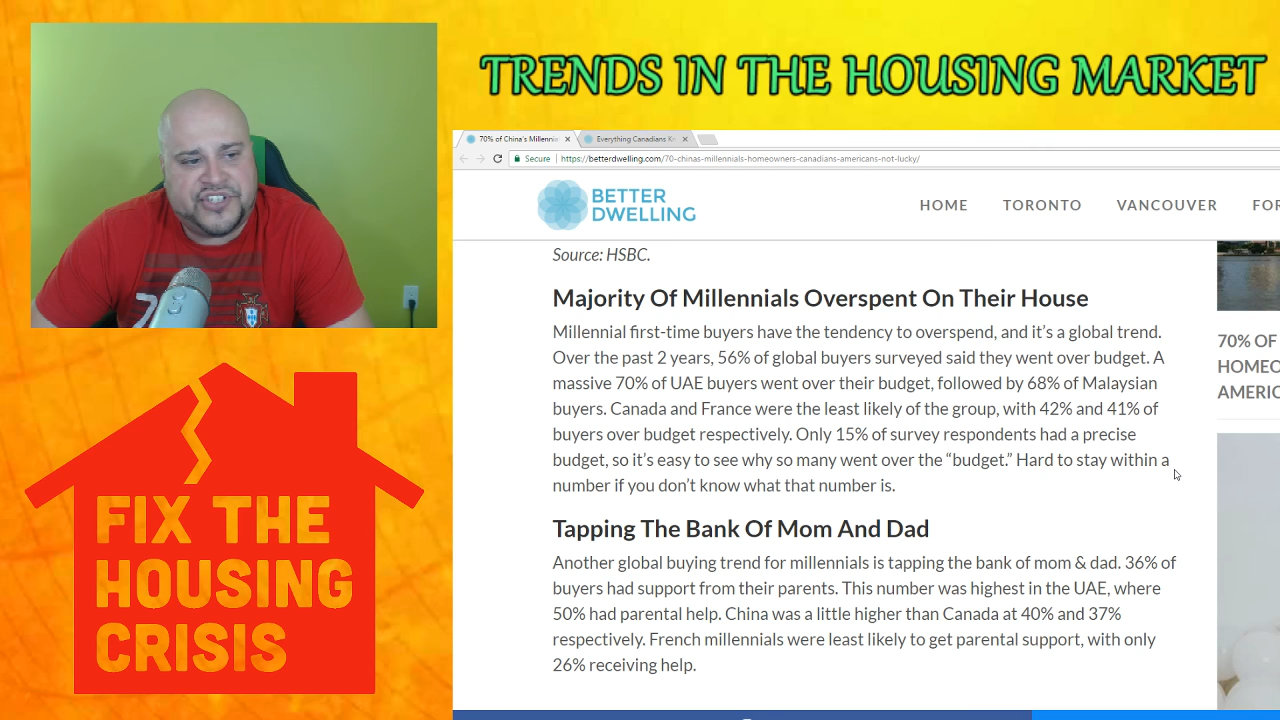 TRENDS IN THE HOUSING MARKET
70% of China's Millennia
Everything Canadians K
Secure
https://betterdwelling.com/70-chinas-millennials-homeowners-canadians-americans-not-lucky/
BETTER
DWELLING
HOME TORONTO VANCOUVER FOR
Source: HSBC.
Majority Of Millennials Overspent On Their House
Millennial first-time buyers have the tendency to overspend, and it’s a global trend.
Over the past 2 years, 56% of global buyers surveyed said they went over budget. A
massive 70% of UAE buyers went over their budget, followed by 68% of Malaysian
buyers. Canada and France were the least likely of the group, with 42% and 41% of
buyers over budget respectively. Only 15% of survey respondents had a precise
budget, so it’s easy to see why so many went over the “budget.” Hard to stay within a
number if you don’t know what that number is.
Tapping The Bank Of Mom And Dad
Another global buying trend for millennials is tapping the bank of mom & dad. 36% of
buyers had support from their parents. This number was highest in the UAE, where
50% had parental help. China was a little higher than Canada at 40% and 37%
respectively. French millennials were least likely to get parental support, with only
26% receiving help.
70% OF
HOMEO
AMERIC
FIX THE
HOUSING
CRISIS